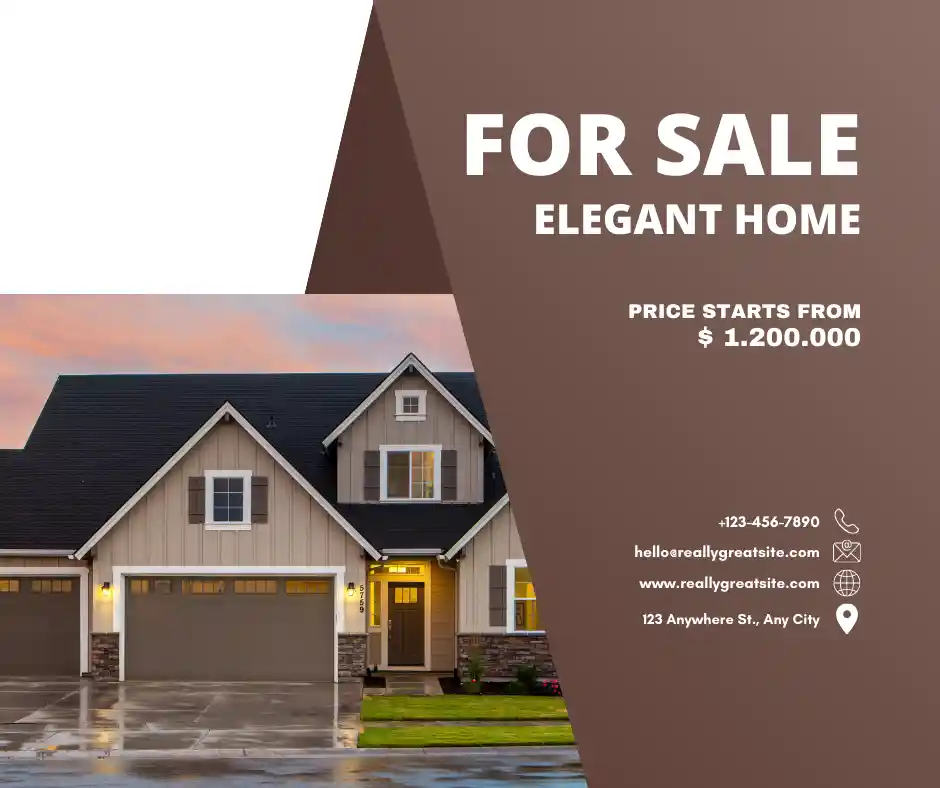 FOR SALE
ELEGANT HOME
PRICE STARTS FROM
$ 1.200.000
+123-456-7890
hello@reallygreatsite.com
www.reallygreatsite.com
123 Anywhere St., Any City
5759